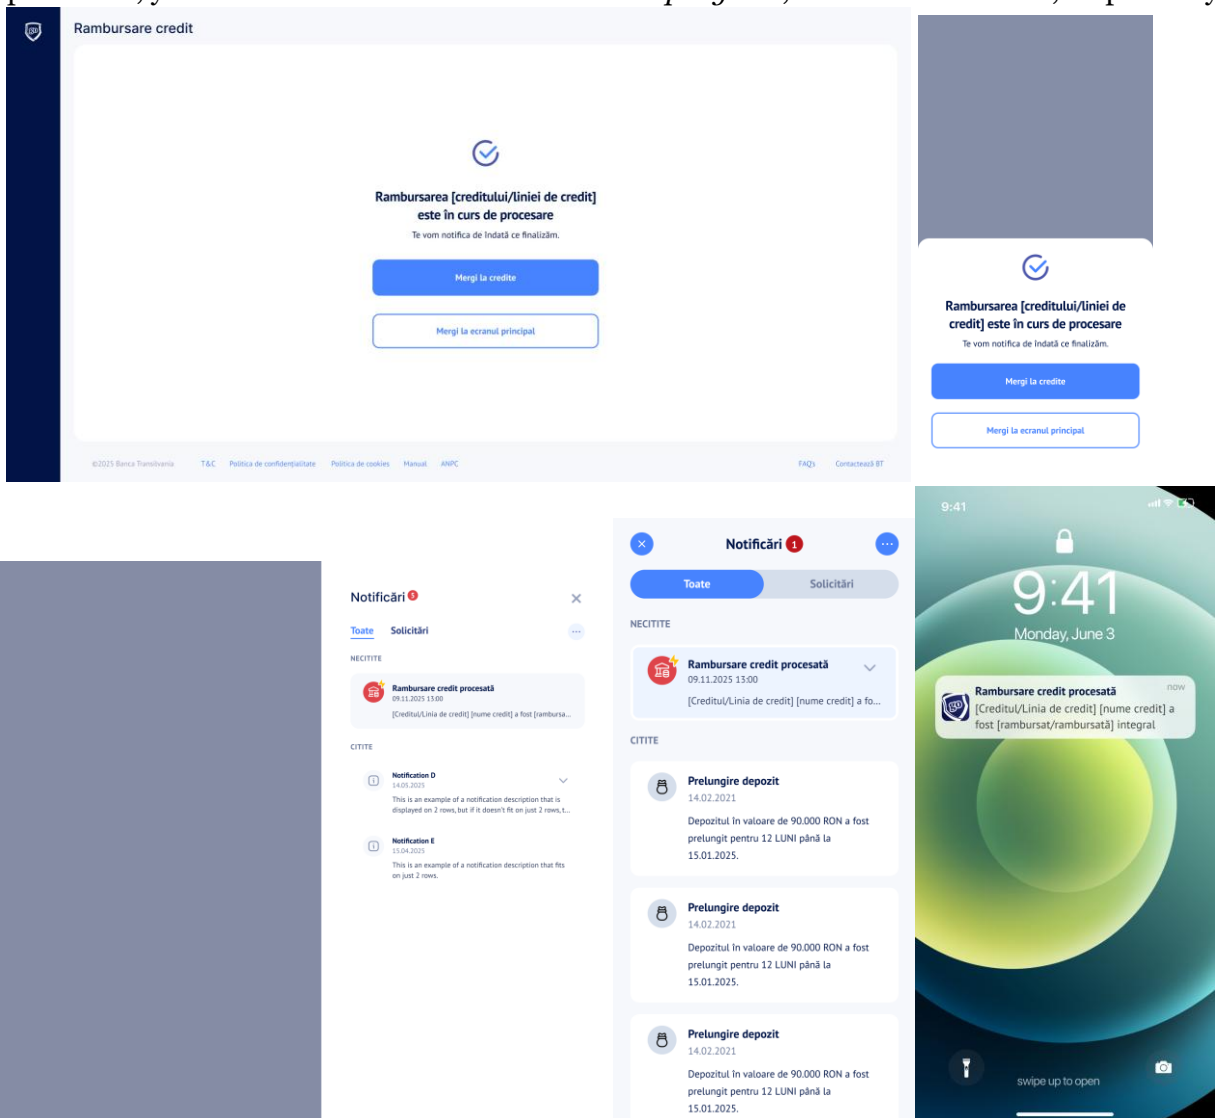 Rambursare credit
Rambursarea [creditului/liniei de credit]
este în curs de procesare
Te vom notifica de îndată ce finalizăm.
Mergi la credite
Mergi la ecranul principal
©2025 Banca Transilvania T&C Politica de confidențialitate Politica de cookies Manual ANPC FAQ's Contactează BT
Rambursarea [creditului/liniei de
credit] este în curs de procesare
Te vom notifica de îndată ce finalizăm.
Mergi la credite
Mergi la ecranul principal
Notificări 3
Toate Solicitări
NECITITE
Rambursare credit procesată
09.11.2025 13:00
[Creditul/Linia de credit] [nume credit] a fost [rambursa...
CITITE
Notification D
14.05.2025
This is an example of a notification description that is
displayed on 2 rows, but if it doesn't fit on just 2 rows, t...
Notification E
15.04.2025
This is an example of a notification description that fits
on just 2 rows.
Notificări 1
Toate Solicitări
NECITITE
Rambursare credit procesată
09.11.2025 13:00
[Creditul/Linia de credit] [nume credit] a fo...
CITITE
Prelungire depozit
14.02.2021
Depozitul în valoare de 90.000 RON a fost
prelungit pentru 12 LUNI până la
15.01.2025.
Prelungire depozit
14.02.2021
Depozitul în valoare de 90.000 RON a fost
prelungit pentru 12 LUNI până la
15.01.2025.
Prelungire depozit
14.02.2021
Depozitul în valoare de 90.000 RON a fost
prelungit pentru 12 LUNI până la
15.01.2025.
9:41
9:41
Monday, June 3
Rambursare credit procesată now
[Creditul/Linia de credit] [nume credit] a
fost [rambursat/rambursată] integral
swipe up to open